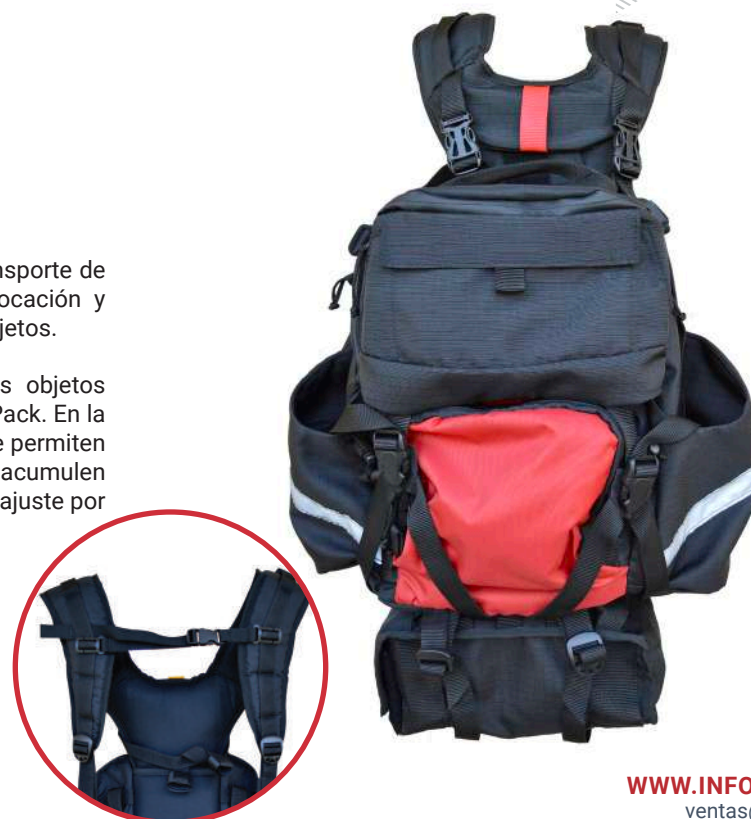 nsporte de
ocación y
jetos.
s objetos
Pack. En la
e permiten
acumulen
ajuste por
WWW.INFO
ventas@